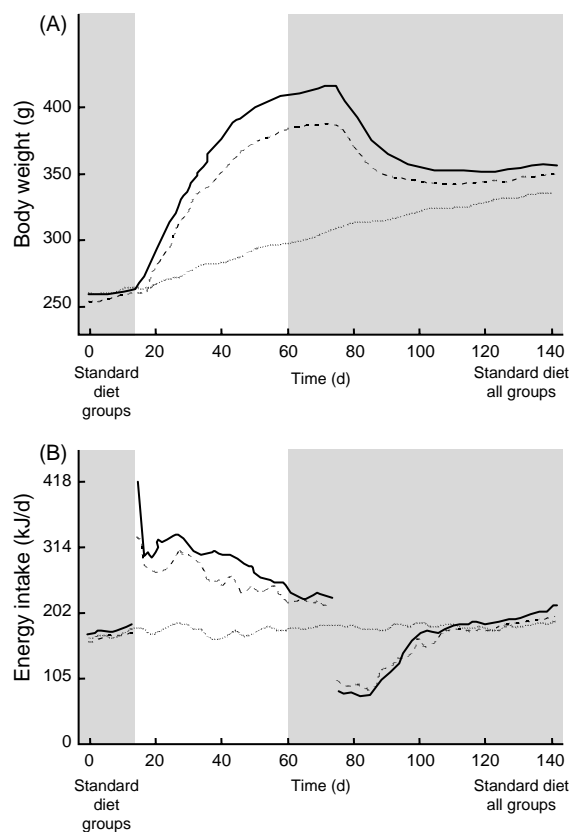 (A)
Body weight (g)
400
350
300
250
0 20 40 60 80 100 120 140
Standard
diet
groups
Time (d)
Standard diet
all groups
(B)
Energy intake (kJ/d)
418
314
202
105
0
0 20 40 60 80 100 120 140
Standard
diet
groups
Time (d)
Standard diet
all groups